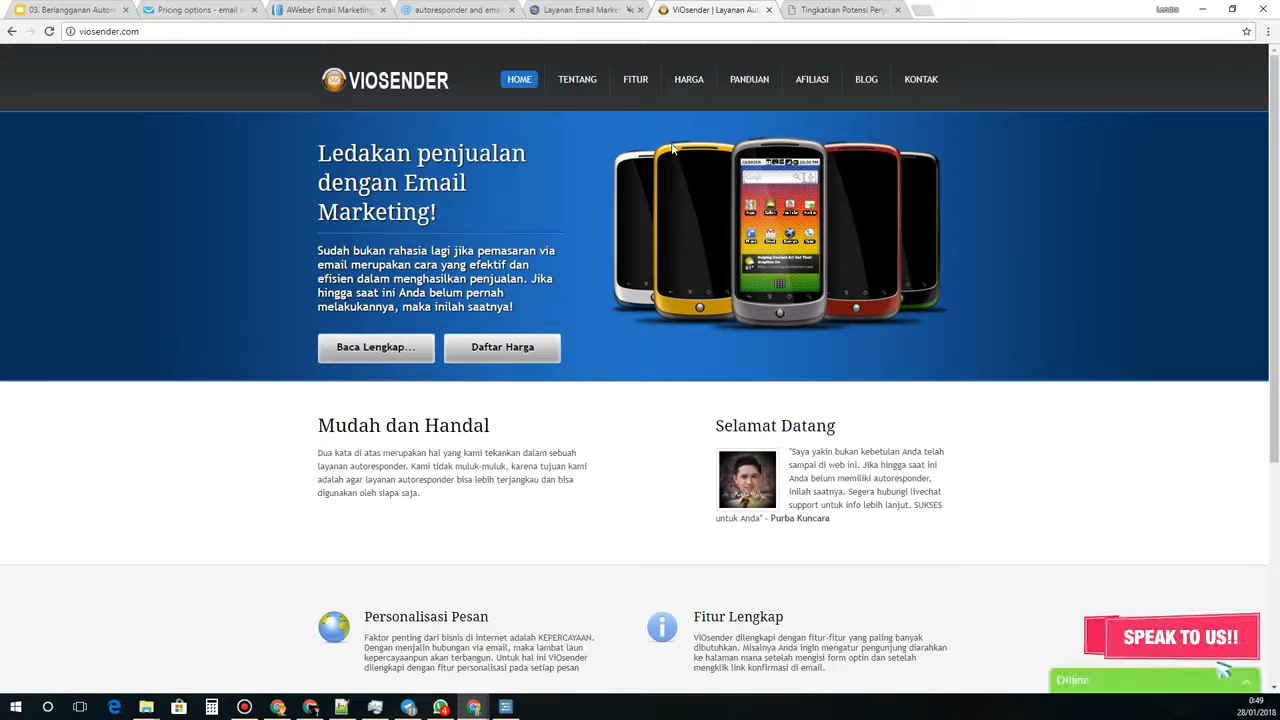 03. Berlangganan Autore
Pricing options - email m
AWeber Email Marketing
autoresponder and ema
Layanan Email Market
ViOsender | Layanan Aut
Tingkatkan Potensi Penj
Lendra
viosender.com
VIOSENDER
HOME
TENTANG
FITUR
HARGA
PANDUAN
AFILIASI
BLOG
KONTAK
Ledakan penjualan
dengan Email
Marketing!
Sudah bukan rahasia lagi jika pemasaran via
email merupakan cara yang efektif dan
efisien dalam menghasilkan penjualan. Jika
hingga saat ini Anda belum pernah
melakukannya, maka inilah saatnya!
Baca Lengkap...
Daftar Harga
Mudah dan Handal
Dua kata di atas merupakan hal yang kami tekankan dalam sebuah
layanan autoresponder. Kami tidak muluk-muluk, karena tujuan kami
adalah agar layanan autoresponder bisa lebih terjangkau dan bisa
digunakan oleh siapa saja.
Selamat Datang
"Saya yakin bukan kebetulan Anda telah
sampai di web ini. Jika hingga saat ini
Anda belum memiliki autoresponder,
inilah saatnya. Segera hubungi livechat
support untuk info lebih lanjut. SUKSES
untuk Anda" - Purba Kuncara
Personalisasi Pesan
Faktor penting dari bisnis di internet adalah KEPERCAYAAN.
Dengan menjalin hubungan via email, maka lambat laun
kepercayaanpun akan terbangun. Untuk hal ini ViOsender
dilengkapi dengan fitur personalisasi pada setiap pesan
Fitur Lengkap
ViOsender dilengkapi dengan fitur-fitur yang paling banyak
dibutuhkan. Misalnya Anda ingin mengatur pengunjung diarahkan
ke halaman mana setelah mengisi form optin dan setelah
mengklik link konfirmasi di email.
SPEAK TO US!!
Online
0:49
28/01/2018